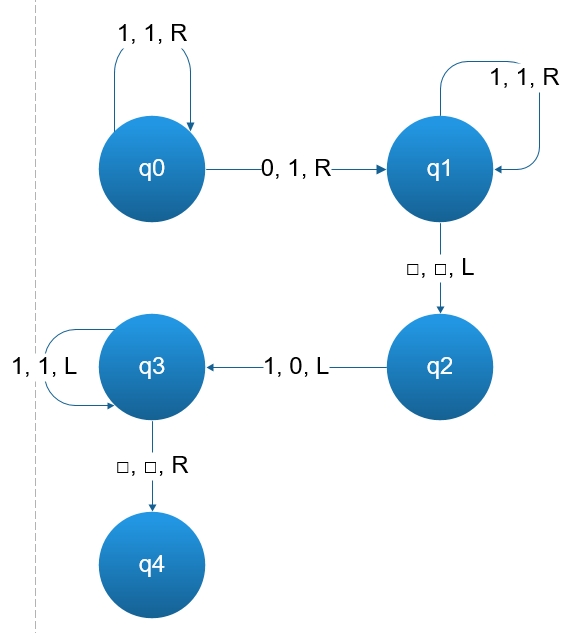 1, 1, R
1, 1, R
q0
0, 1, R
q1
□, □, L
1, 1, L
q3
1, 0, L
q2
□, □, R
q4